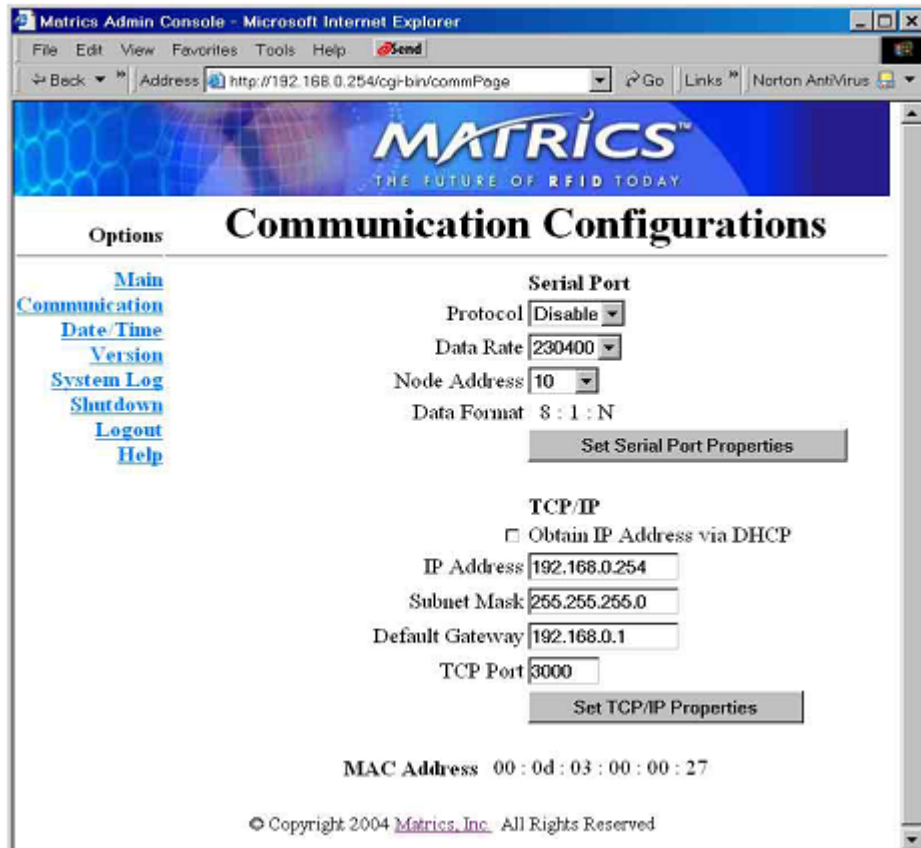 Matrics Admin Console - Microsoft Internet Explorer
File Edit View Favorites Tools Help Send
Back » Address http://192.168.0.254/cgi-bin/commPage Go Links » Norton AntiVirus
MATRICS™
THE FUTURE OF RFID TODAY
Options
Communication Configurations
Main
Communication
Date/Time
Version
System Log
Shutdown
Logout
Help
Serial Port
Protocol Disable
Data Rate 230400
Node Address 10
Data Format 8 : 1 : N
Set Serial Port Properties
TCP/IP
Obtain IP Address via DHCP
IP Address 192.168.0.254
Subnet Mask 255.255.255.0
Default Gateway 192.168.0.1
TCP Port 3000
Set TCP/IP Properties
MAC Address 00 : 0d : 03 : 00 : 00 : 27
© Copyright 2004 Matrics, Inc. All Rights Reserved